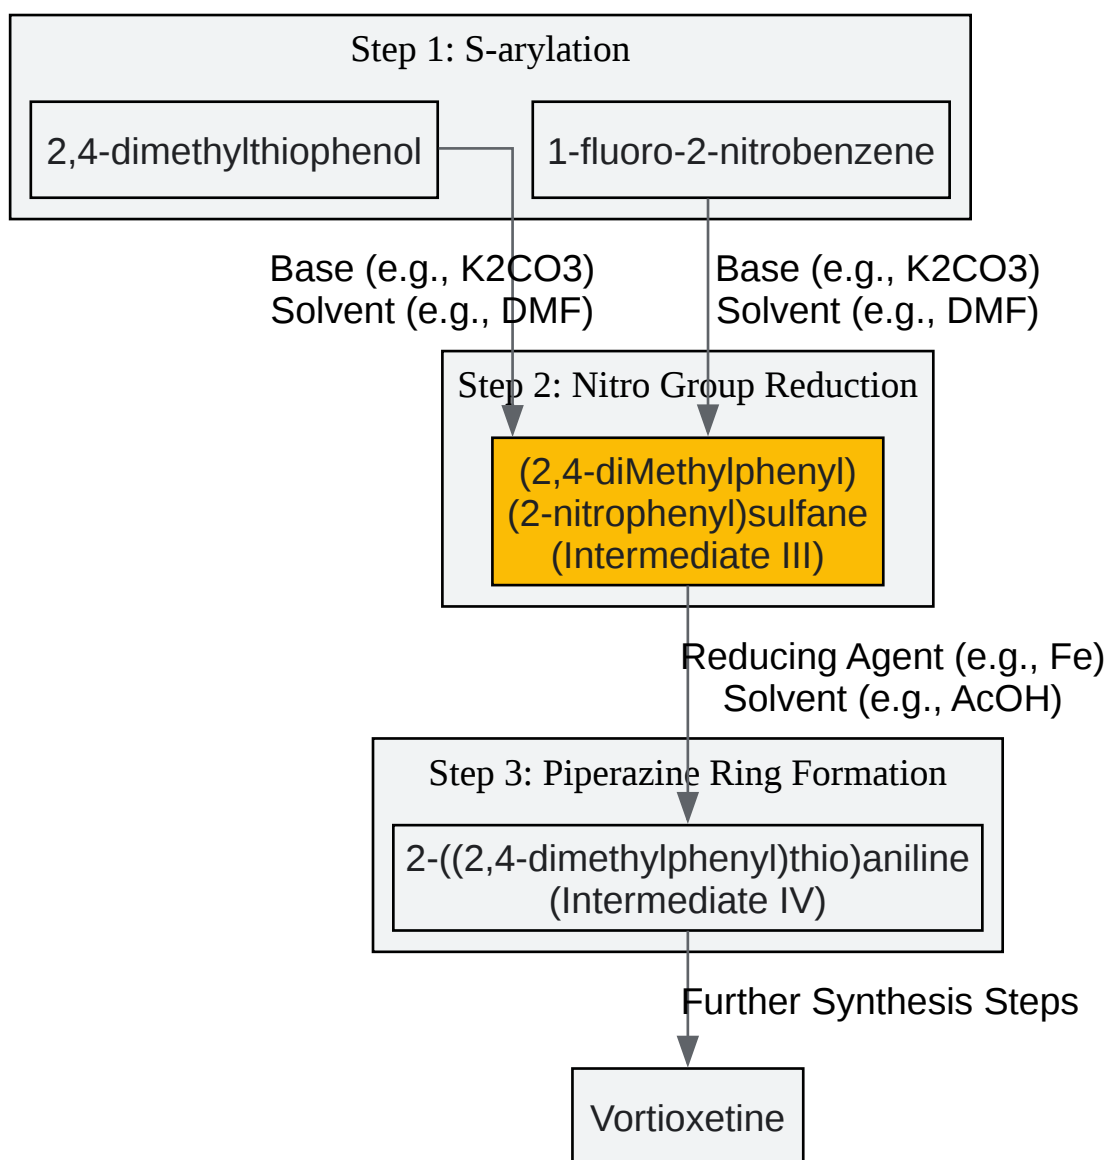 Step 1: S-arylation
2,4-dimethylthiophenol
1-fluoro-2-nitrobenzene
Base (e.g., K2CO3)
Solvent (e.g., DMF)
Base (e.g., K2CO3)
Solvent (e.g., DMF)
Step 2: Nitro Group Reduction
(2,4-diMethylphenyl)
(2-nitrophenyl)sulfane
(Intermediate III)
Reducing Agent (e.g., Fe)
Solvent (e.g., AcOH)
Step 3: Piperazine Ring Formation
2-((2,4-dimethylphenyl)thio)aniline
(Intermediate IV)
Further Synthesis Steps
Vortioxetine